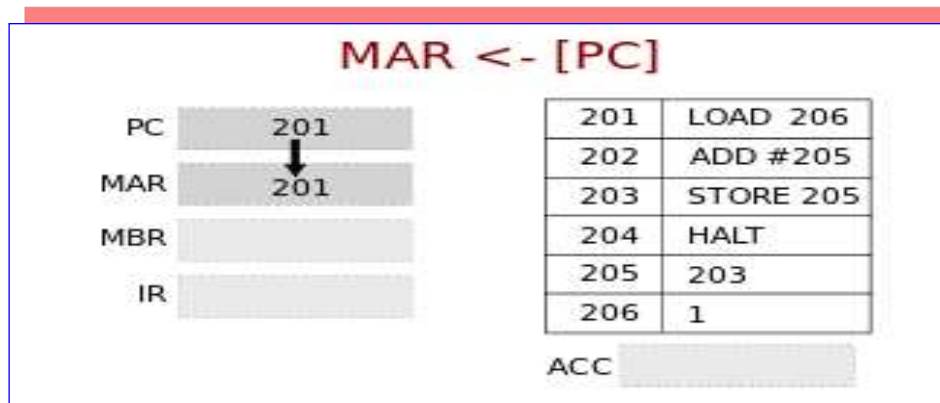 MAR <- [PC]
PC 201
MAR 201
MBR
IR
201 LOAD 206
202 ADD #205
203 STORE 205
204 HALT
205 203
206 1
ACC